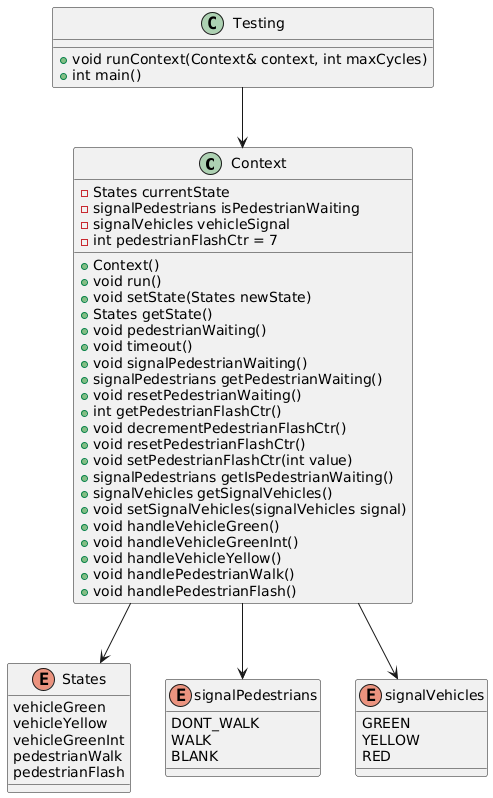 C Testing
void runContext(Context& context, int maxCycles)
int main()
C Context
States currentState
signalPedestrians isPedestrianWaiting
signalVehicles vehicleSignal
int pedestrianFlashCtr = 7
Context()
void run()
void setState(States newState)
States getState()
void pedestrianWaiting()
void timeout()
void signalPedestrianWaiting()
signalPedestrians getPedestrianWaiting()
void resetPedestrianWaiting()
int getPedestrianFlashCtr()
void decrementPedestrianFlashCtr()
void resetPedestrianFlashCtr()
void setPedestrianFlashCtr(int value)
signalPedestrians getIsPedestrianWaiting()
signalVehicles getSignalVehicles()
void setSignalVehicles(signalVehicles signal)
void handleVehicleGreen()
void handleVehicleGreenInt()
void handleVehicleYellow()
void handlePedestrianWalk()
void handlePedestrianFlash()
E States
vehicleGreen
vehicleYellow
vehicleGreenInt
pedestrianWalk
pedestrianFlash
E signalPedestrians
DONT_WALK
WALK
BLANK
E signalVehicles
GREEN
YELLOW
RED